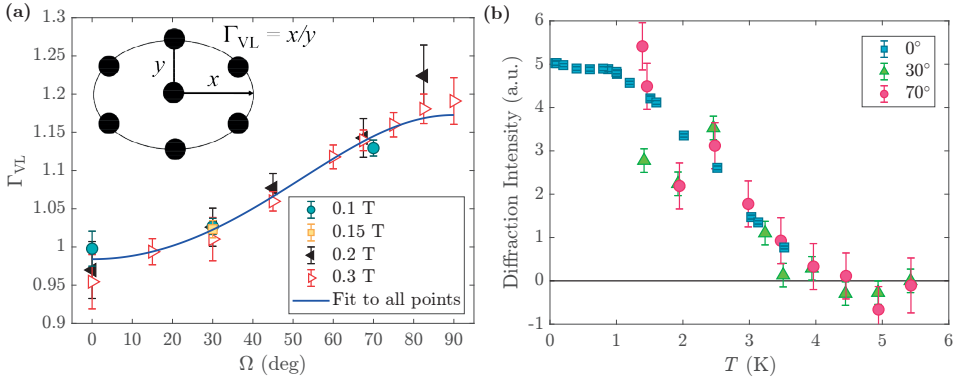 (a)
Γ_VL = x/y
y
x
1.3
1.25
1.2
1.15
1.1
1.05
1
0.95
0.9
Γ_VL
0.1 T
0.15 T
0.2 T
0.3 T
Fit to all points
0 10 20 30 40 50 60 70 80 90
Ω (deg)
(b)
6
5
4
3
2
1
0
-1
Diffraction Intensity (a.u.)
0°
30°
70°
0 1 2 3 4 5 6
T (K)